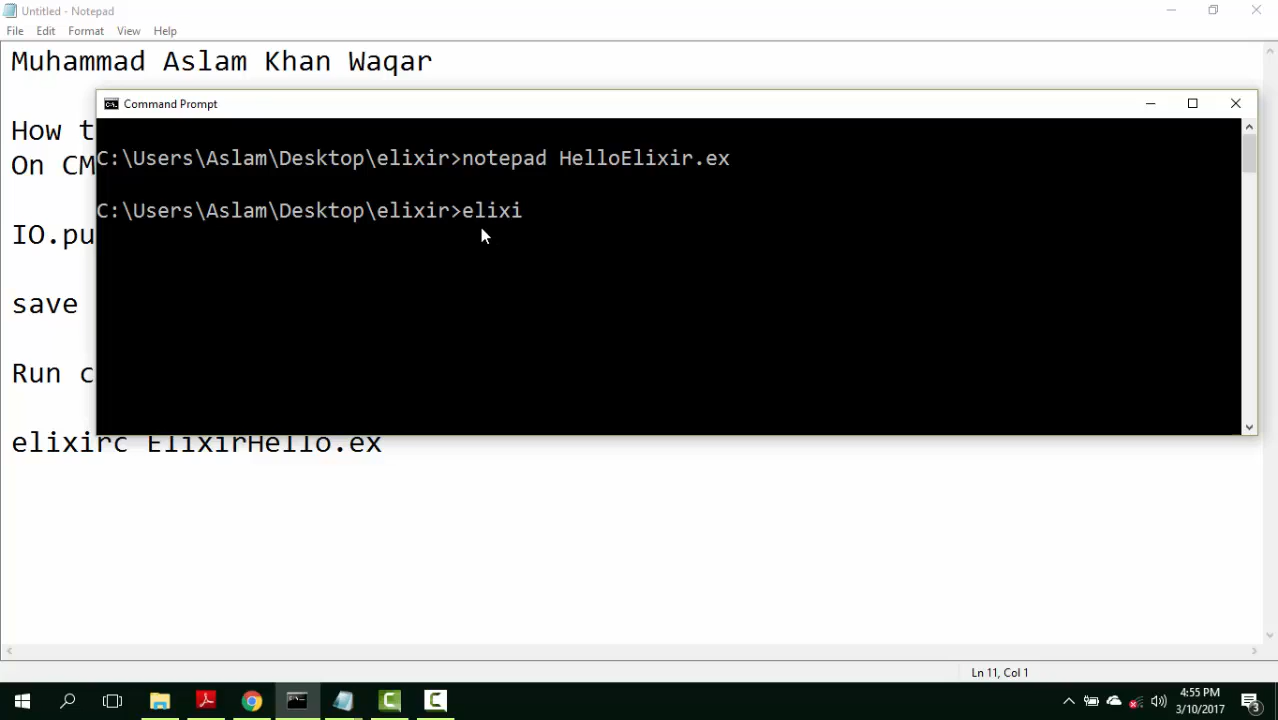 Untitled - Notepad
File Edit Format View Help
Muhammad Aslam Khan Waqar
Command Prompt
How t
On CM
C:\Users\Aslam\Desktop\elixir>notepad HelloElixir.ex
C:\Users\Aslam\Desktop\elixir>elixi
IO.pu
save
Run c
elixirc ElixirHello.ex
Ln 11, Col 1
4:55 PM
3/10/2017
3